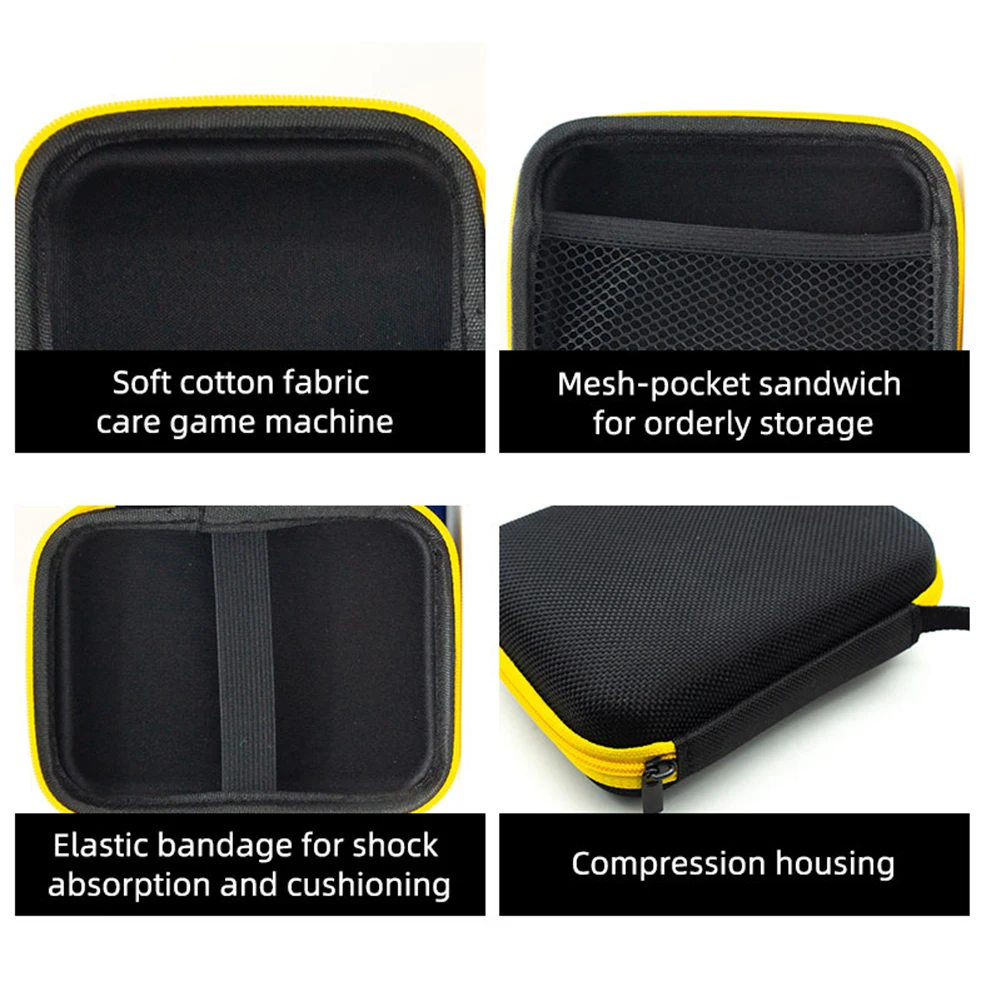 Soft cotton fabric
care game machine
Mesh-pocket sandwich
for orderly storage
Elastic bandage for shock
absorption and cushioning
Compression housing